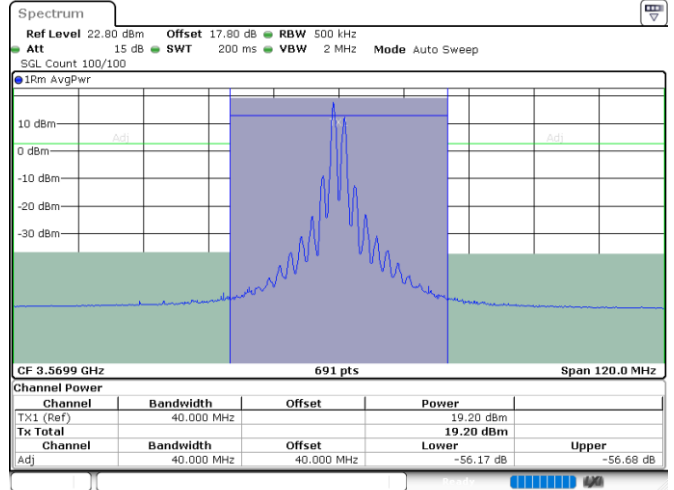 Spectrum
Ref Level 22.80 dBm Offset 17.80 dB RBW 500 kHz
Att 15 dB SWT 200 ms VBW 2 MHz Mode Auto Sweep
SGL Count 100/100
1Rm AvgPwr
10 dBm
Adj Adj
0 dBm
-10 dBm
-20 dBm
-30 dBm
CF 3.5699 GHz 691 pts Span 120.0 MHz
Channel Power
Channel Bandwidth Offset Power
TX1 (Ref) 40.000 MHz 19.20 dBm
Tx Total 19.20 dBm
Channel Bandwidth Offset Lower Upper
Adj 40.000 MHz 40.000 MHz -56.17 dB -56.68 dB